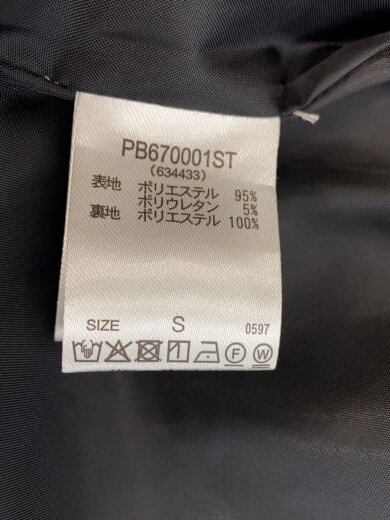 PB670001ST
(634433)
表地 ポリエステル 95%
ポリウレタン 5%
裏地 ポリエステル 100%
SIZE S 0597
F W